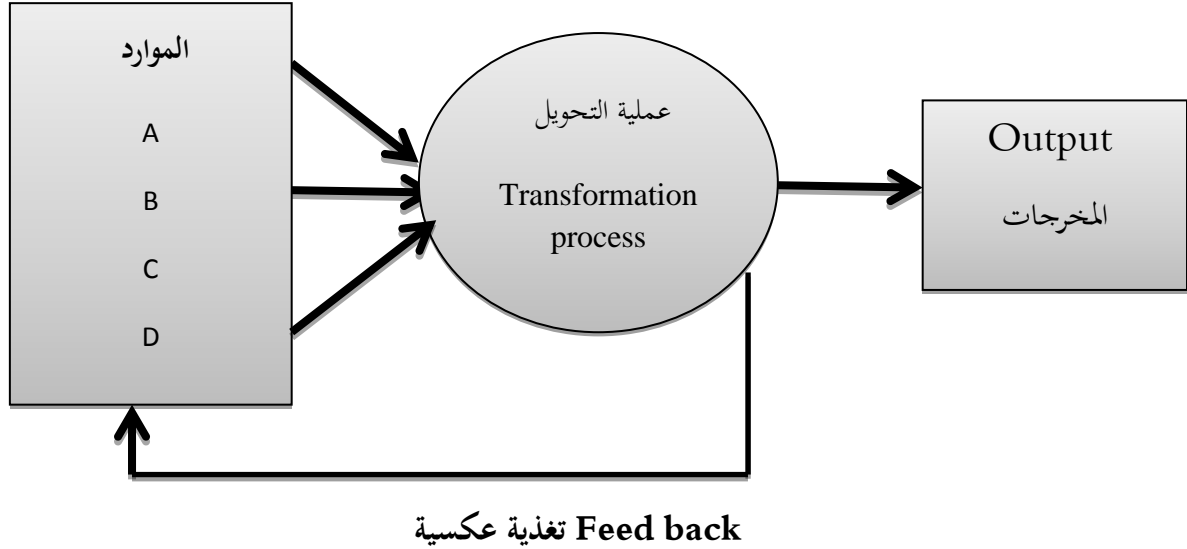 الموارد
A
B
C
D
عملية التحويل
Transformation
process
Output
المخرجات
Feed back تغذية عكسية